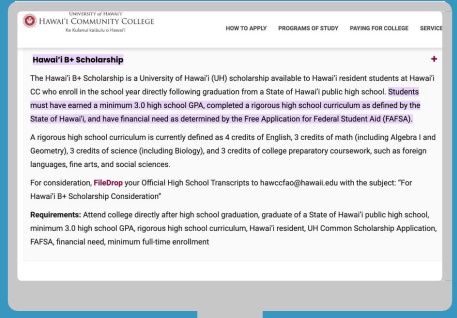 UNIVERSITY of HAWAI'I
HAWAI'I COMMUNITY COLLEGE
Ke Kulanui kaiāulu o Hawai'i
HOW TO APPLY PROGRAMS OF STUDY PAYING FOR COLLEGE SERVICE
Hawai'i B+ Scholarship +
The Hawai'i B+ Scholarship is a University of Hawai'i (UH) scholarship available to Hawai'i resident students at Hawai'i
CC who enroll in the school year directly following graduation from a State of Hawai'i public high school. Students
must have earned a minimum 3.0 high school GPA, completed a rigorous high school curriculum as defined by the
State of Hawai'i, and have financial need as determined by the Free Application for Federal Student Aid (FAFSA).
A rigorous high school curriculum is currently defined as 4 credits of English, 3 credits of math (including Algebra I and
Geometry), 3 credits of science (including Biology), and 3 credits of college preparatory coursework, such as foreign
languages, fine arts, and social sciences.
For consideration, FileDrop your Official High School Transcripts to hawccfao@hawaii.edu with the subject: "For
Hawai'i B+ Scholarship Consideration"
Requirements: Attend college directly after high school graduation, graduate of a State of Hawai'i public high school,
minimum 3.0 high school GPA, rigorous high school curriculum, Hawai'i resident, UH Common Scholarship Application,
FAFSA, financial need, minimum full-time enrollment